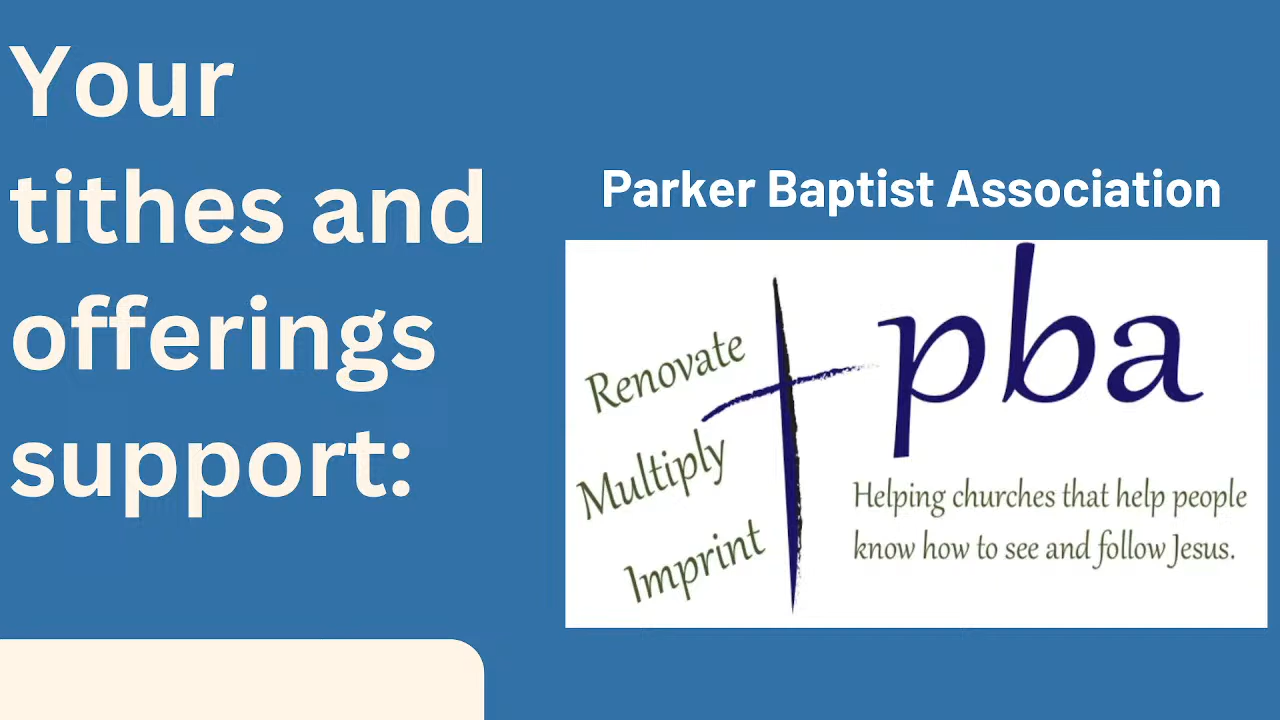 Your
tithes and
offerings
support:
Parker Baptist Association
Renovate
Multiply
Imprint
pba
Helping churches that help people
know how to see and follow Jesus.